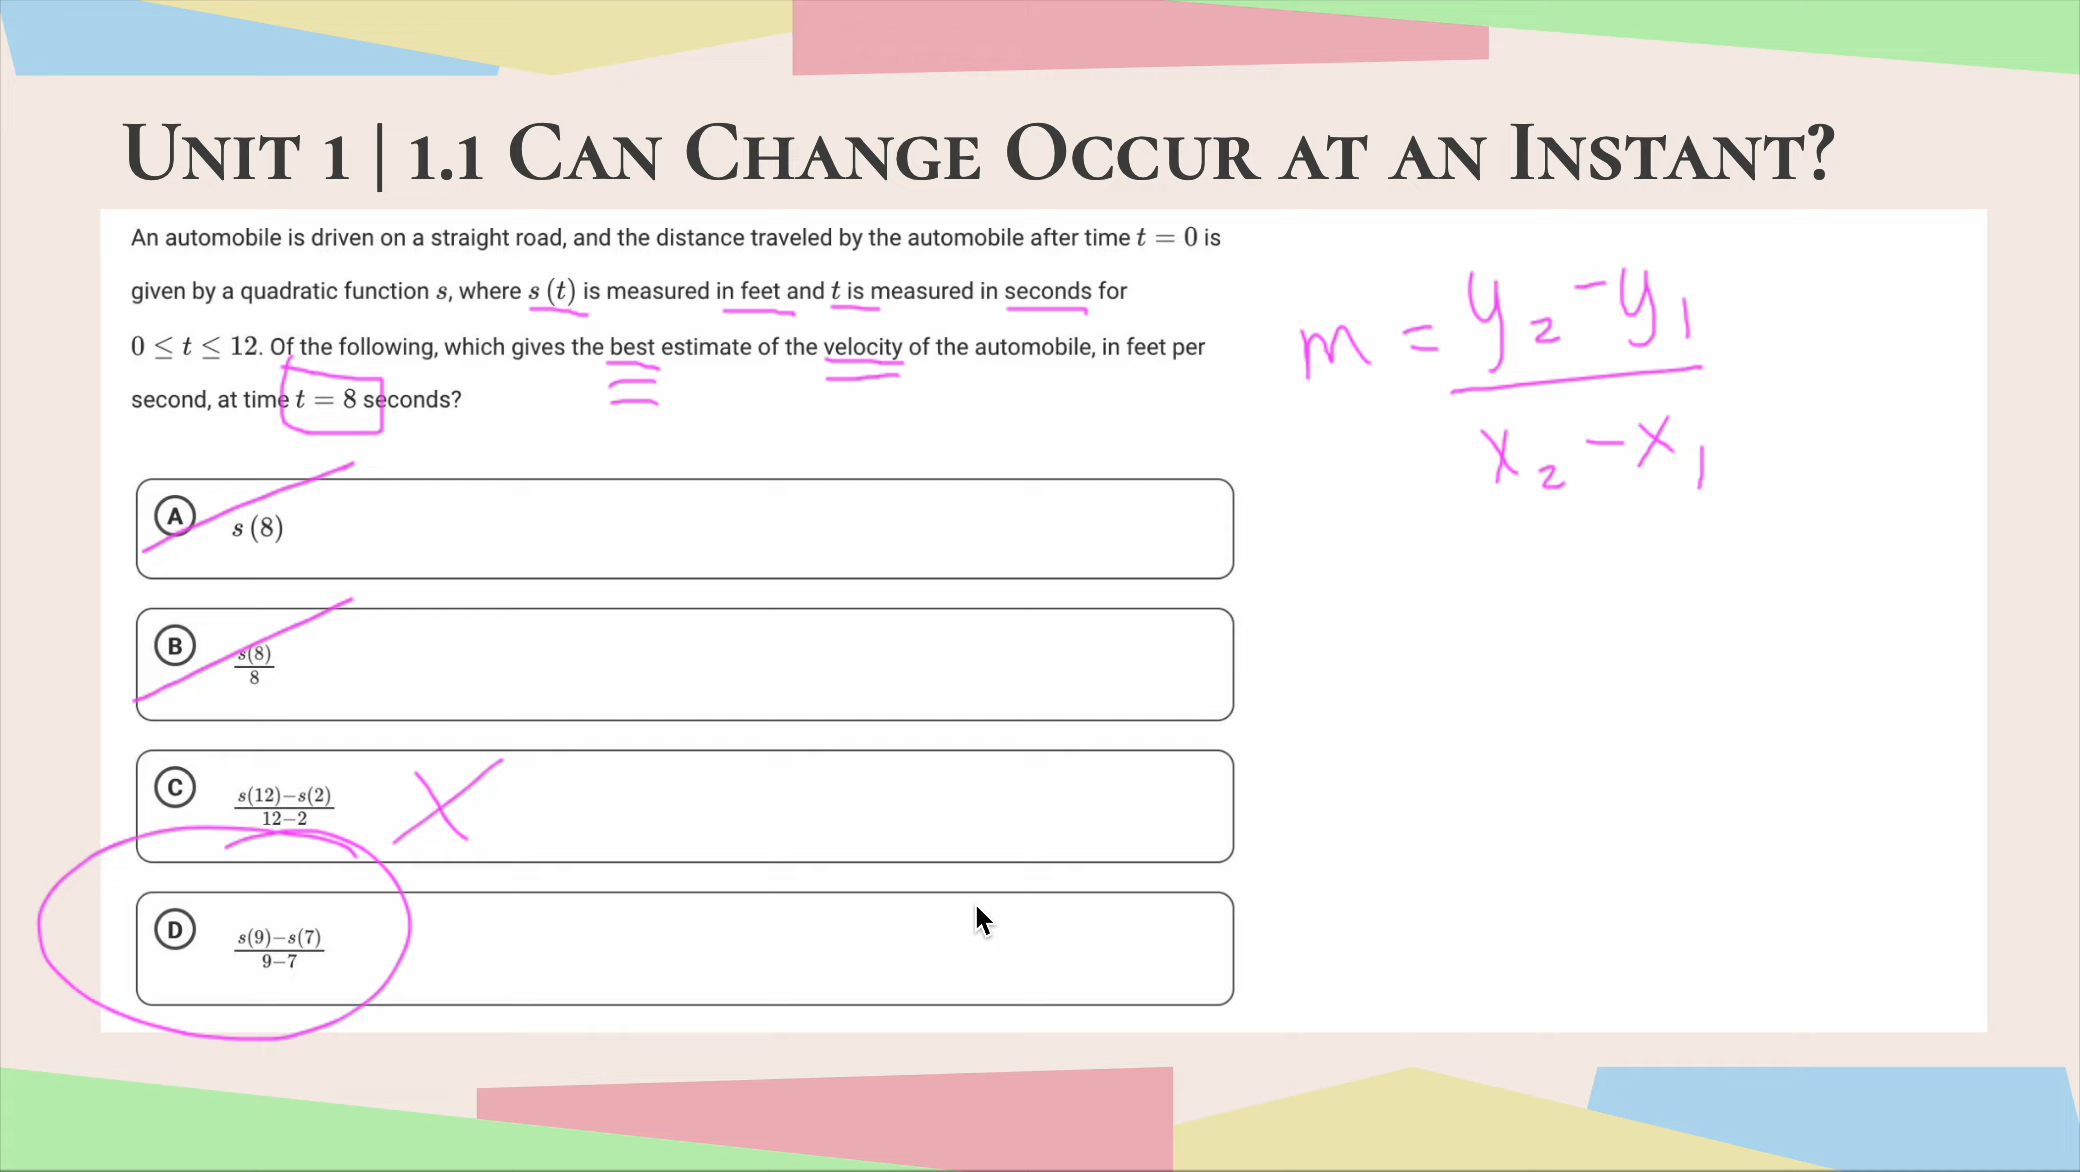 UNIT 1 | 1.1 CAN CHANGE OCCUR AT AN INSTANT?
An automobile is driven on a straight road, and the distance traveled by the automobile after time t = 0 is
given by a quadratic function s, where s (t) is measured in feet and t is measured in seconds for
0 ≤ t ≤ 12. Of the following, which gives the best estimate of the velocity of the automobile, in feet per
second, at time t = 8 seconds?
m = y₂ - y₁
x₂ - x₁
A s (8)
B s(8)
8
C s(12)−s(2)
12−2
D s(9)−s(7)
9−7